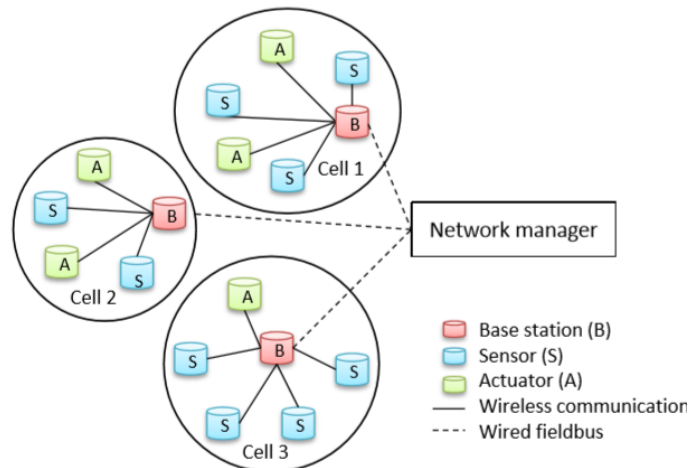 A
S
S
B
A
S
Cell 1
A
S
B
A
S
Cell 2
Network manager
A
B
S
S
S
S
Cell 3
Base station (B)
Sensor (S)
Actuator (A)
Wireless communication
Wired fieldbus